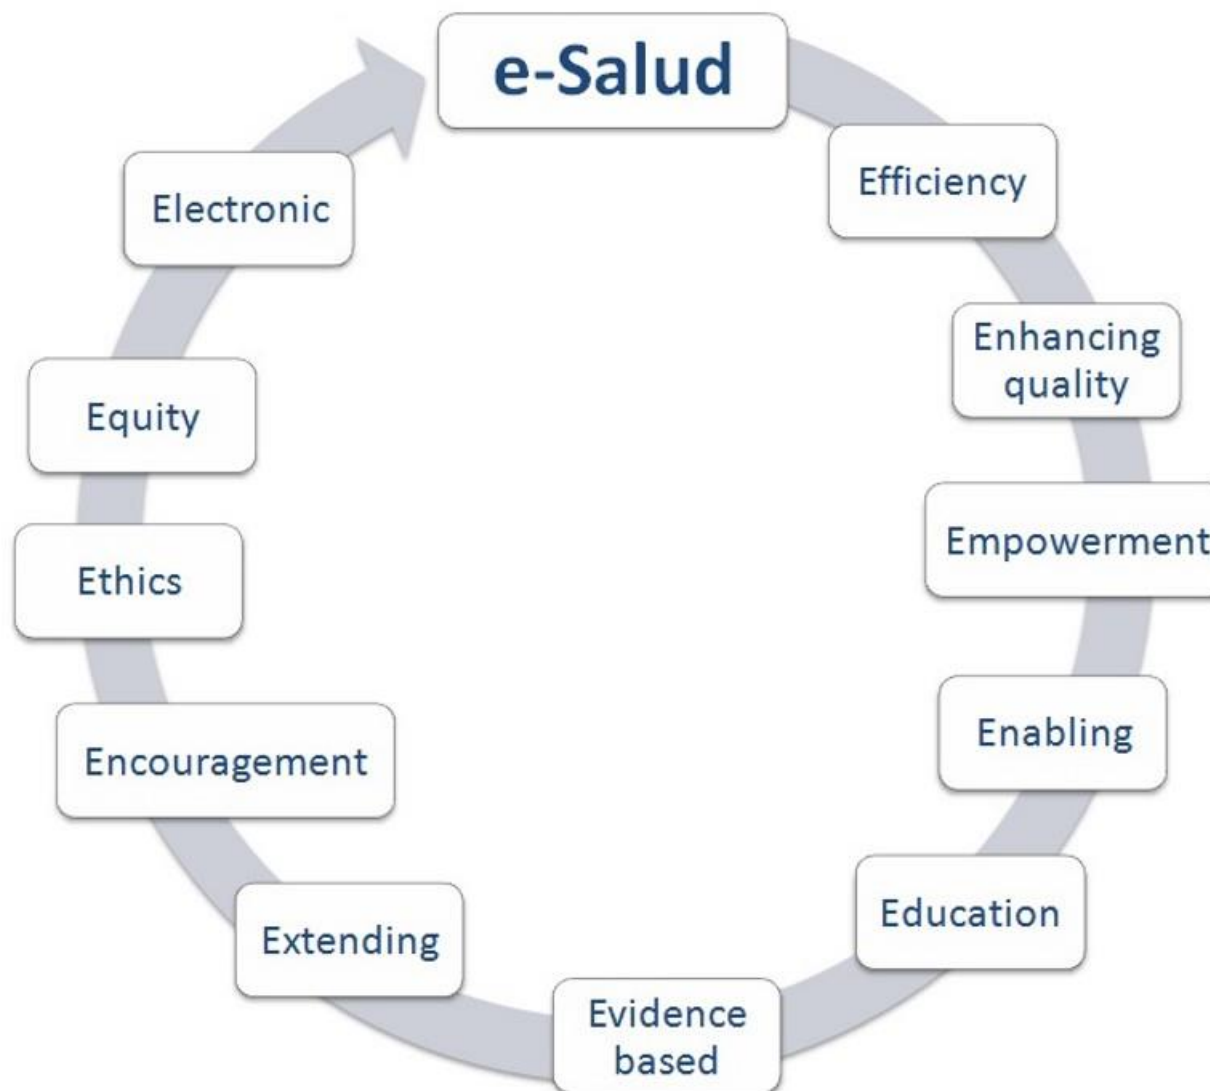 e-Salud
Efficiency
Enhancing
quality
Empowerment
Enabling
Education
Evidence
based
Extending
Encouragement
Ethics
Equity
Electronic